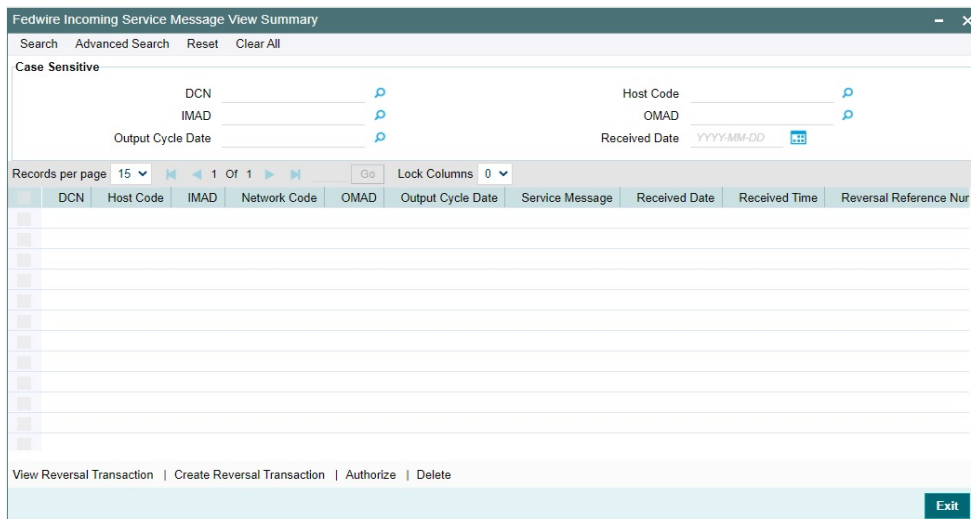 Fedwire Incoming Service Message View Summary
Search Advanced Search Reset Clear All
Case Sensitive
DCN Host Code
IMAD OMAD
Output Cycle Date Received Date YYYY-MM-DD
Records per page 15 1 Of 1 Go Lock Columns 0
DCN Host Code IMAD Network Code OMAD Output Cycle Date Service Message Received Date Received Time Reversal Reference Nur
View Reversal Transaction | Create Reversal Transaction | Authorize | Delete
Exit